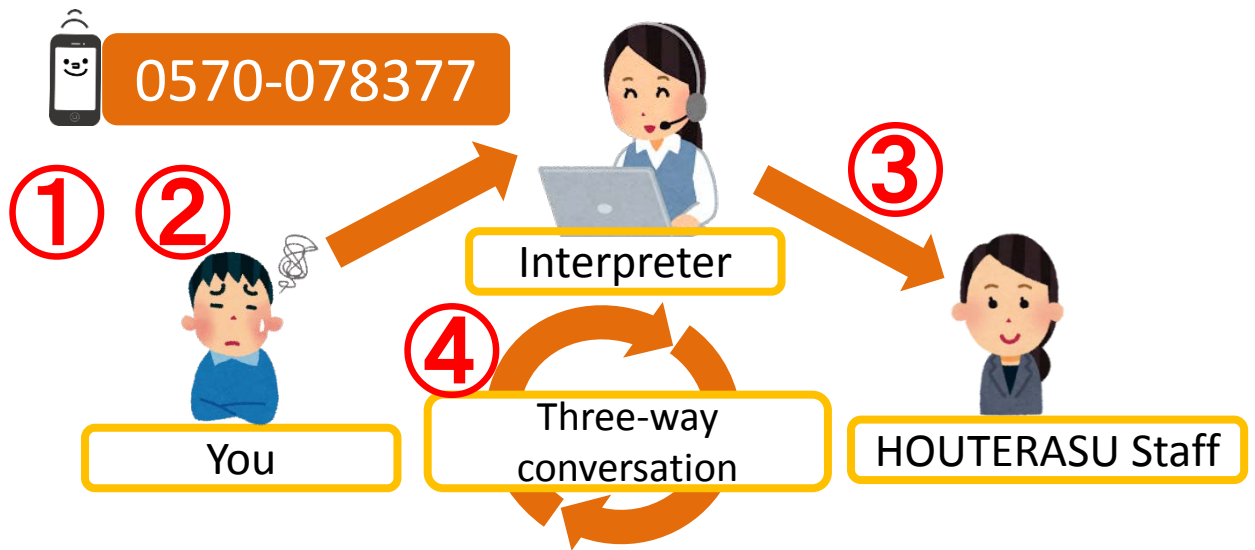 0570-078377
① ②
③
Interpreter
④
You
Three-way
conversation
HOUTERASU Staff